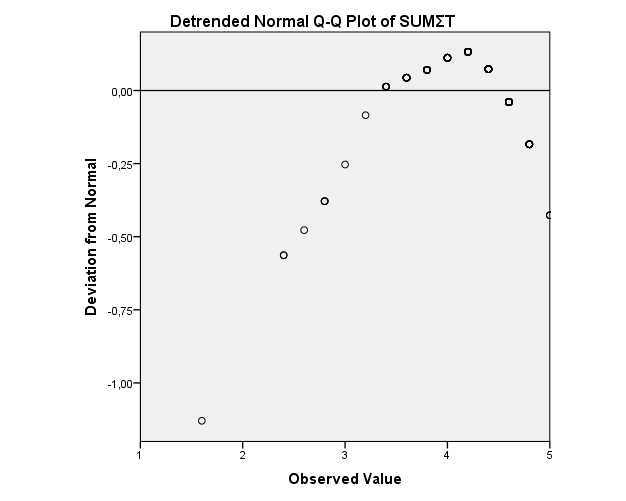 Detrended Normal Q-Q Plot of SUMΣT
0,00
-0,25
-0,50
-0,75
-1,00
Deviation from Normal
1 2 3 4 5
Observed Value